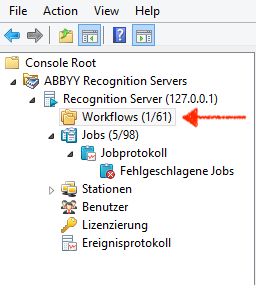 File Action View Help
Console Root
ABBYY Recognition Servers
Recognition Server (127.0.0.1)
Workflows (1/61)
Jobs (5/98)
Jobprotokoll
Fehlgeschlagene Jobs
Stationen
Benutzer
Lizenzierung
Ereignisprotokoll